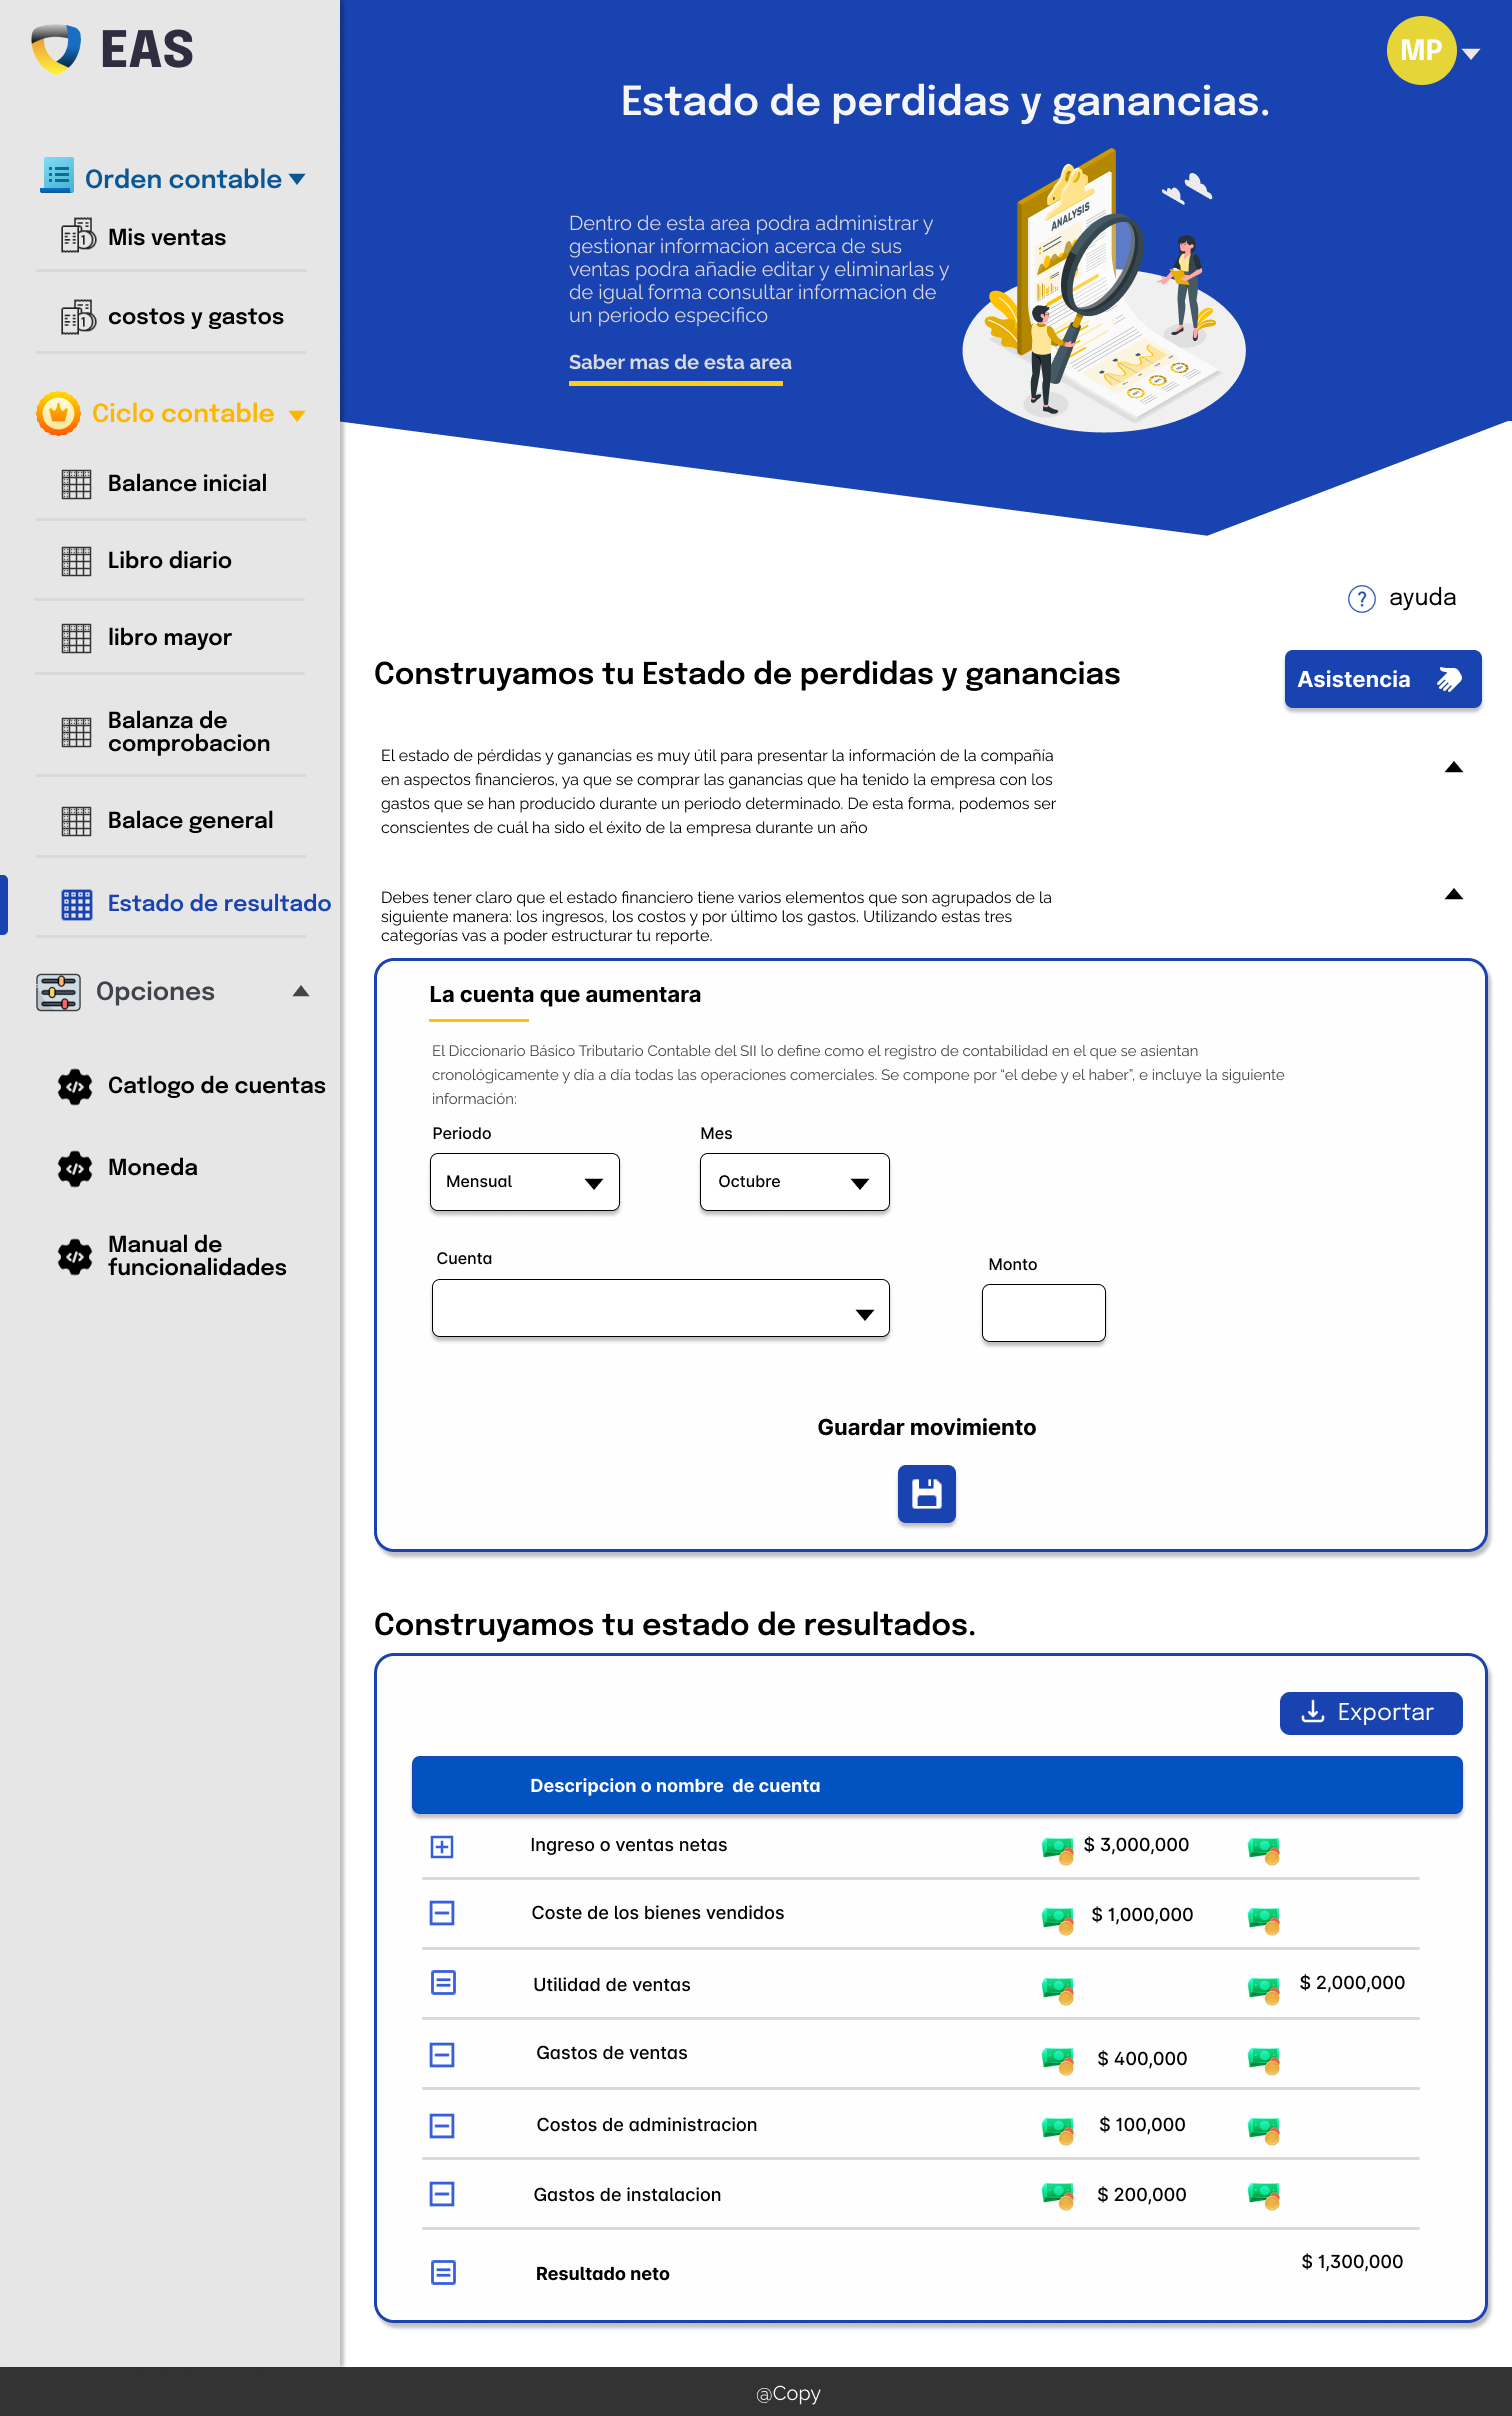 EAS
Orden contable
Mis ventas
costos y gastos
Ciclo contable
Balance inicial
Libro diario
libro mayor
Balanza de
comprobacion
Balace general
Estado de resultado
Opciones
Catlogo de cuentas
Moneda
Manual de
funcionalidades
MP
Estado de perdidas y ganancias.
Dentro de esta area podra administrar y
gestionar informacion acerca de sus
ventas podra añadie editar y eliminarlas y
de igual forma consultar informacion de
un periodo especifico
Saber mas de esta area
ANALYSIS
? ayuda
Construyamos tu Estado de perdidas y ganancias
Asistencia
El estado de pérdidas y ganancias es muy útil para presentar la información de la compañía
en aspectos financieros, ya que se comprar las ganancias que ha tenido la empresa con los
gastos que se han producido durante un periodo determinado. De esta forma, podemos ser
conscientes de cuál ha sido el éxito de la empresa durante un año
Debes tener claro que el estado financiero tiene varios elementos que son agrupados de la
siguiente manera: los ingresos, los costos y por último los gastos. Utilizando estas tres
categorías vas a poder estructurar tu reporte.
La cuenta que aumentara
El Diccionario Básico Tributario Contable del SII lo define como el registro de contabilidad en el que se asientan
cronológicamente y día a día todas las operaciones comerciales. Se compone por “el debe y el haber”, e incluye la siguiente
información:
Periodo Mes
Mensual Octubre
Cuenta Monto
Guardar movimiento
Construyamos tu estado de resultados.
Exportar
Descripcion o nombre de cuenta
Ingreso o ventas netas $ 3,000,000
Coste de los bienes vendidos $ 1,000,000
Utilidad de ventas $ 2,000,000
Gastos de ventas $ 400,000
Costos de administracion $ 100,000
Gastos de instalacion $ 200,000
Resultado neto $ 1,300,000
@Copy